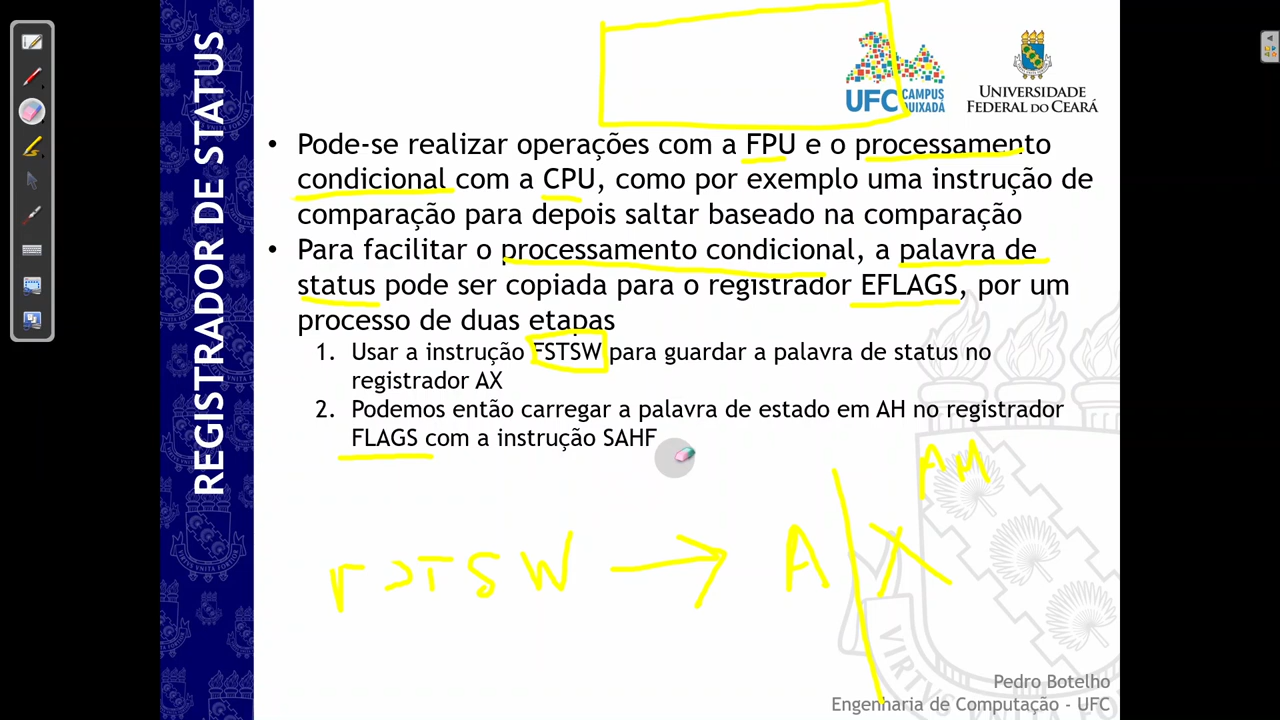 REGISTRADOR DE STATUS
UFC CAMPUS
QUIXADÁ
UNIVERSIDADE
FEDERAL DO CEARÁ
• Pode-se realizar operações com a FPU e o processamento
condicional com a CPU, como por exemplo uma instrução de
comparação para depois saltar baseado na comparação
• Para facilitar o processamento condicional, a palavra de
status pode ser copiada para o registrador EFLAGS, por um
processo de duas etapas
1. Usar a instrução FSTSW para guardar a palavra de status no
registrador AX
2. Podemos então carregar a palavra de estado em AH no registrador
FLAGS com a instrução SAHF
AH
FSTSW → A X
Pedro Botelho
Engenharia de Computação - UFC